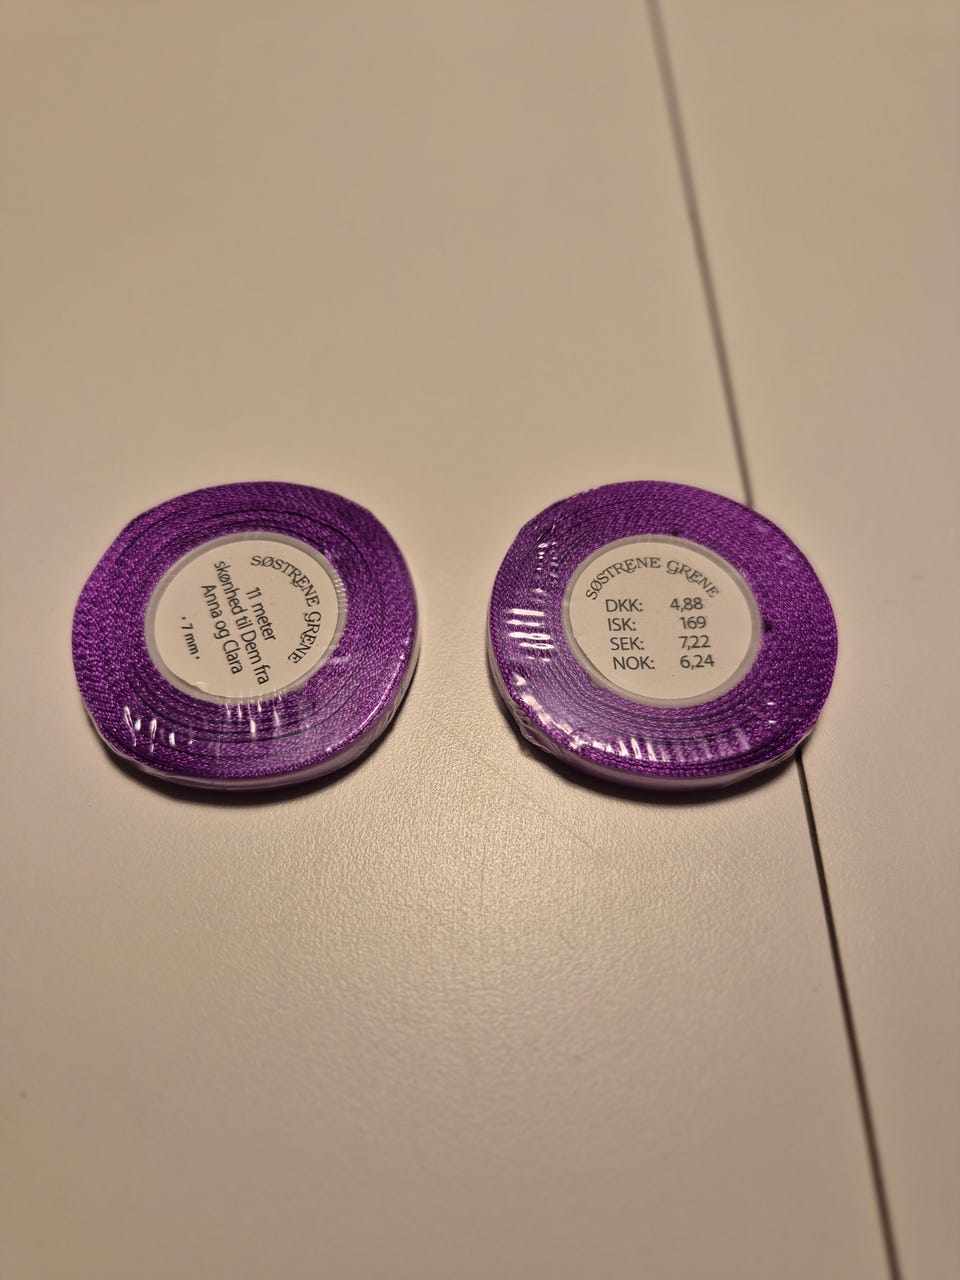 SØSTRENE GRENE
11 meter
skønhed til Dem fra
Anna og Clara
• 7 mm •
SØSTRENE GRENE
DKK: 4,88
ISK: 169
SEK: 7,22
NOK: 6,24